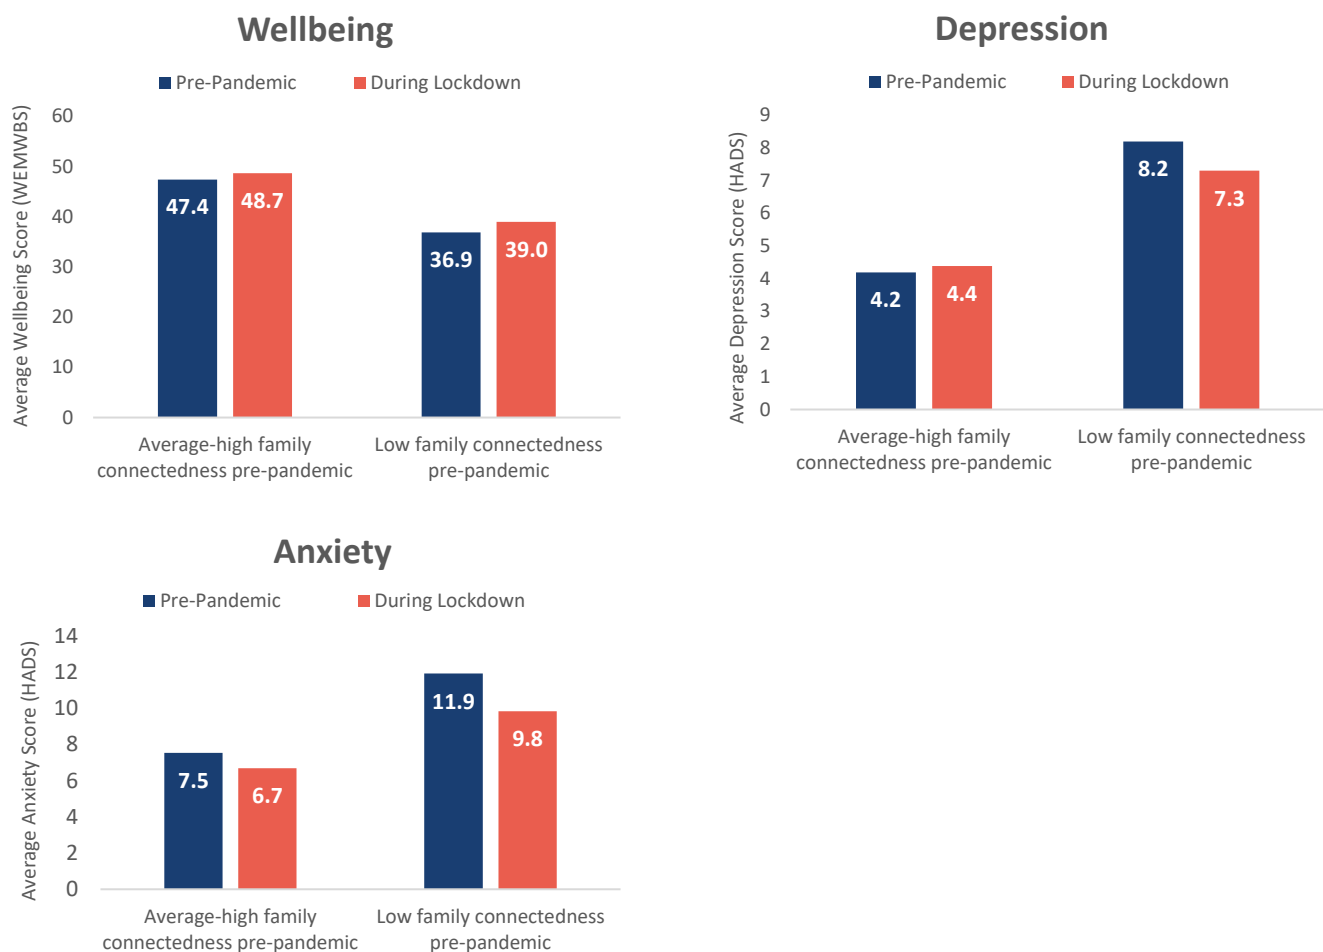 Wellbeing
Pre-Pandemic
During Lockdown
Average Wellbeing Score (WEMWBS)
60
50
40
30
20
10
0
47.4
48.7
36.9
39.0
Average-high family
connectedness pre-pandemic
Low family connectedness
pre-pandemic
Depression
Pre-Pandemic
During Lockdown
Average Depression Score (HADS)
9
8
7
6
5
4
3
2
1
0
4.2
4.4
8.2
7.3
Average-high family
connectedness pre-pandemic
Low family connectedness
pre-pandemic
Anxiety
Pre-Pandemic
During Lockdown
Average Anxiety Score (HADS)
14
12
10
8
6
4
2
0
7.5
6.7
11.9
9.8
Average-high family
connectedness pre-pandemic
Low family connectedness
pre-pandemic